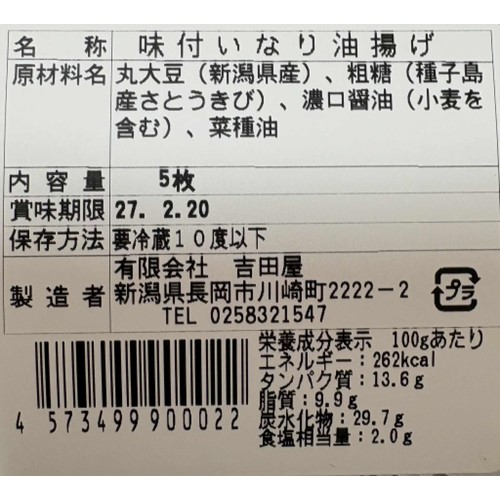 名称 味付いなり油揚げ
原材料名 丸大豆（新潟県産）、粗糖（種子島
産さとうきび）、濃口醤油（小麦を
含む）、菜種油
内容量 5枚
賞味期限 27. 2.20
保存方法 要冷蔵10度以下
製造者 有限会社 吉田屋
新潟県長岡市川崎町2222-2
TEL 0258321547
プラ
栄養成分表示 100gあたり
エネルギー：262kcal
タンパク質：13.6g
脂質：9.9g
炭水化物：29.7g
食塩相当量：2.0g
4573499900022